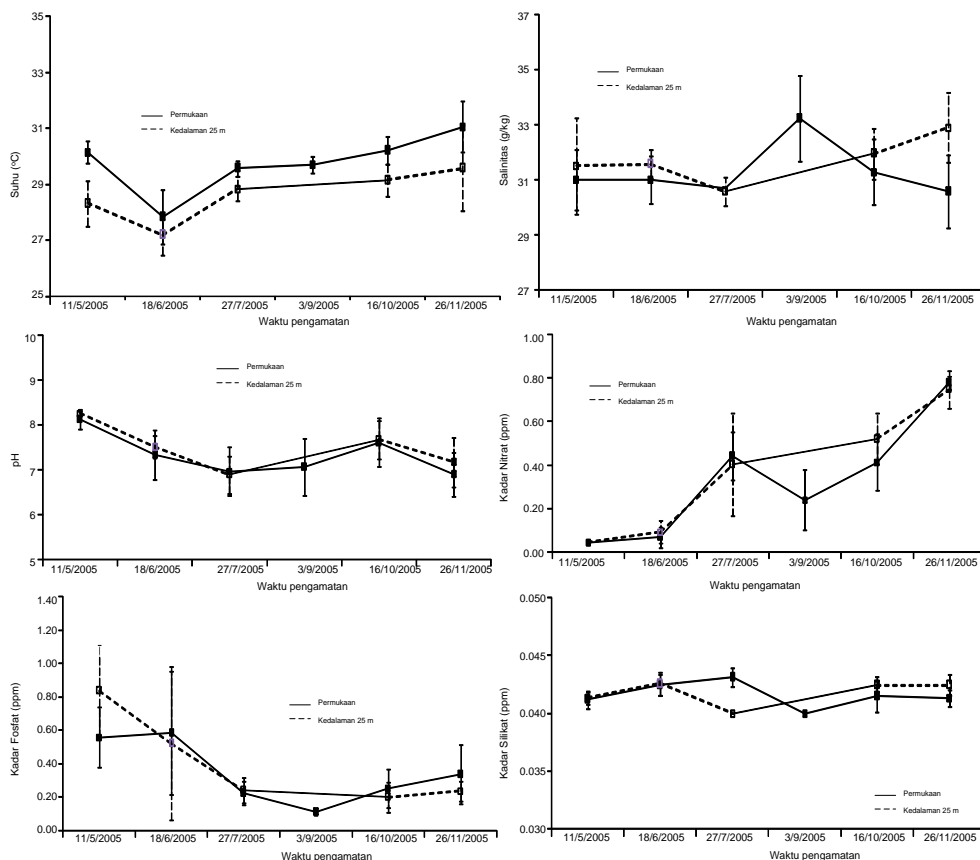 35
33
31
29
27
25
Suhu (ºC)
Permukaan
Kedalaman 25 m
11/5/2005 18/6/2005 27/7/2005 3/9/2005 16/10/2005 26/11/2005
Waktu pengamatan
37
35
33
31
29
27
Salinitas (g/kg)
Permukaan
Kedalaman 25 m
11/5/2005 18/6/2005 27/7/2005 3/9/2005 16/10/2005 26/11/2005
Waktu pengamatan
10
9
8
7
6
5
pH
Permukaan
Kedalaman 25 m
11/5/2005 18/6/2005 27/7/2005 3/9/2005 16/10/2005 26/11/2005
Waktu pengamatan
1.00
0.80
0.60
0.40
0.20
0.00
Kadar Nitrat (ppm)
Permukaan
Kedalaman 25 m
11/5/2005 18/6/2005 27/7/2005 3/9/2005 16/10/2005 26/11/2005
Waktu pengamatan
1.40
1.20
1.00
0.80
0.60
0.40
0.20
0.00
Kadar Fosfat (ppm)
Permukaan
Kedalaman 25 m
11/5/2005 18/6/2005 27/7/2005 3/9/2005 16/10/2005 26/11/2005
Waktu pengamatan
0.050
0.045
0.040
0.035
0.030
Kadar Silikat (ppm)
Permukaan
Kedalaman 25 m
11/5/2005 18/6/2005 27/7/2005 3/9/2005 16/10/2005 26/11/2005
Waktu pengamatan